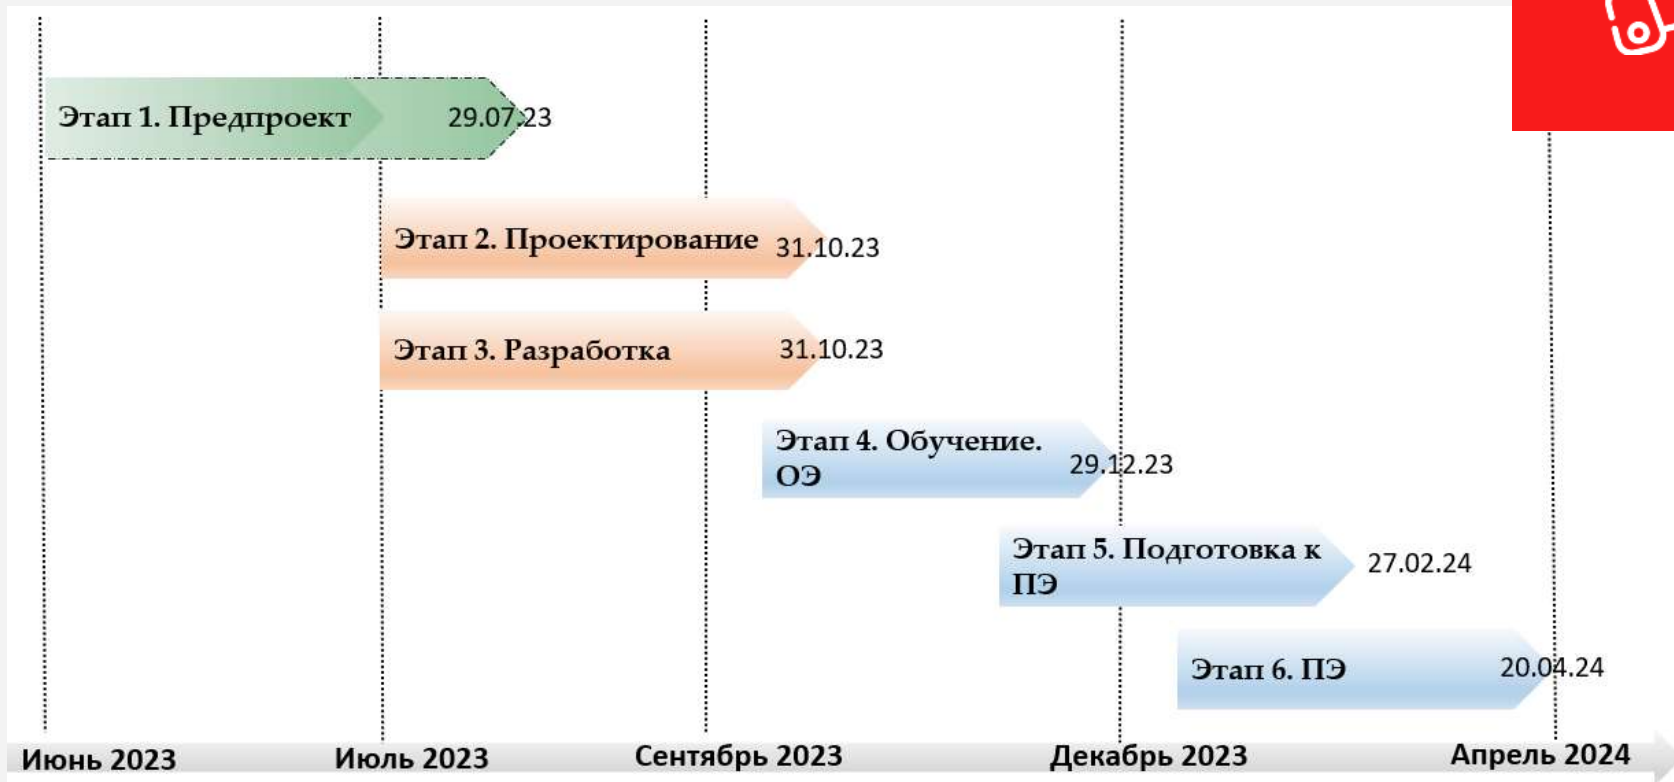 Этап 1. Предпроект
29.07.23
Этап 2. Проектирование
31.10.23
Этап 3. Разработка
31.10.23
Этап 4. Обучение.
ОЭ
29.12.23
Этап 5. Подготовка к
ПЭ
27.02.24
Этап 6. ПЭ
20.04.24
Июнь 2023
Июль 2023
Сентябрь 2023
Декабрь 2023
Апрель 2024